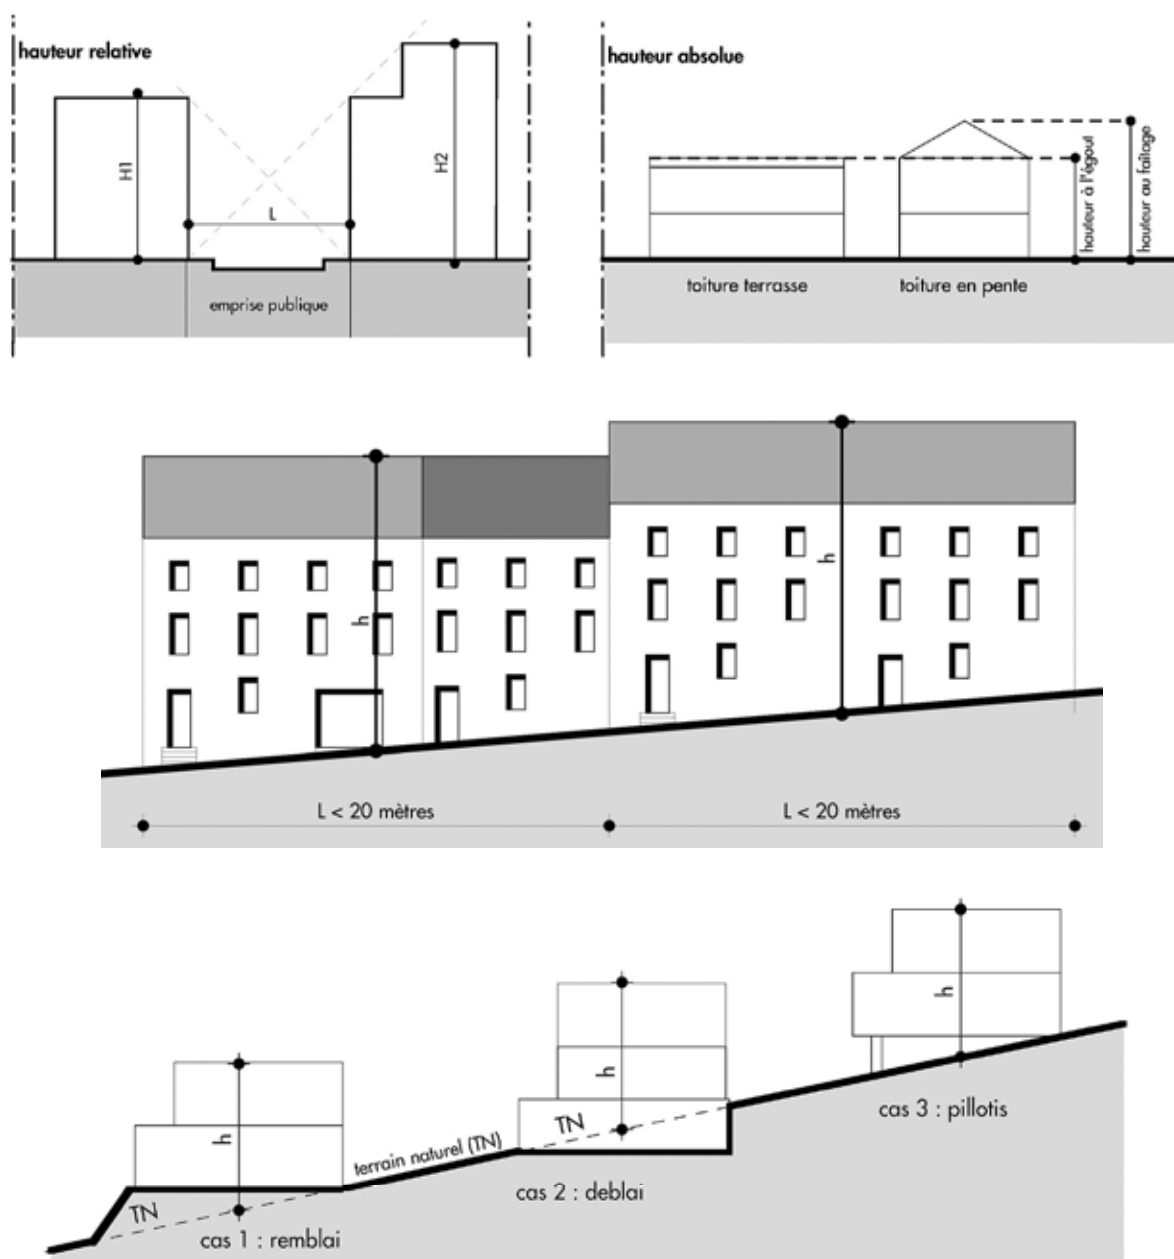 hauteur relative
H1
L
H2
emprise publique
hauteur absolue
hauteur à l'égout
hauteur au faîtage
toiture terrasse
toiture en pente
h
h
L < 20 mètres
L < 20 mètres
h
TN
cas 1 : remblai
terrain naturel (TN)
h
TN
cas 2 : deblai
h
cas 3 : pillotis